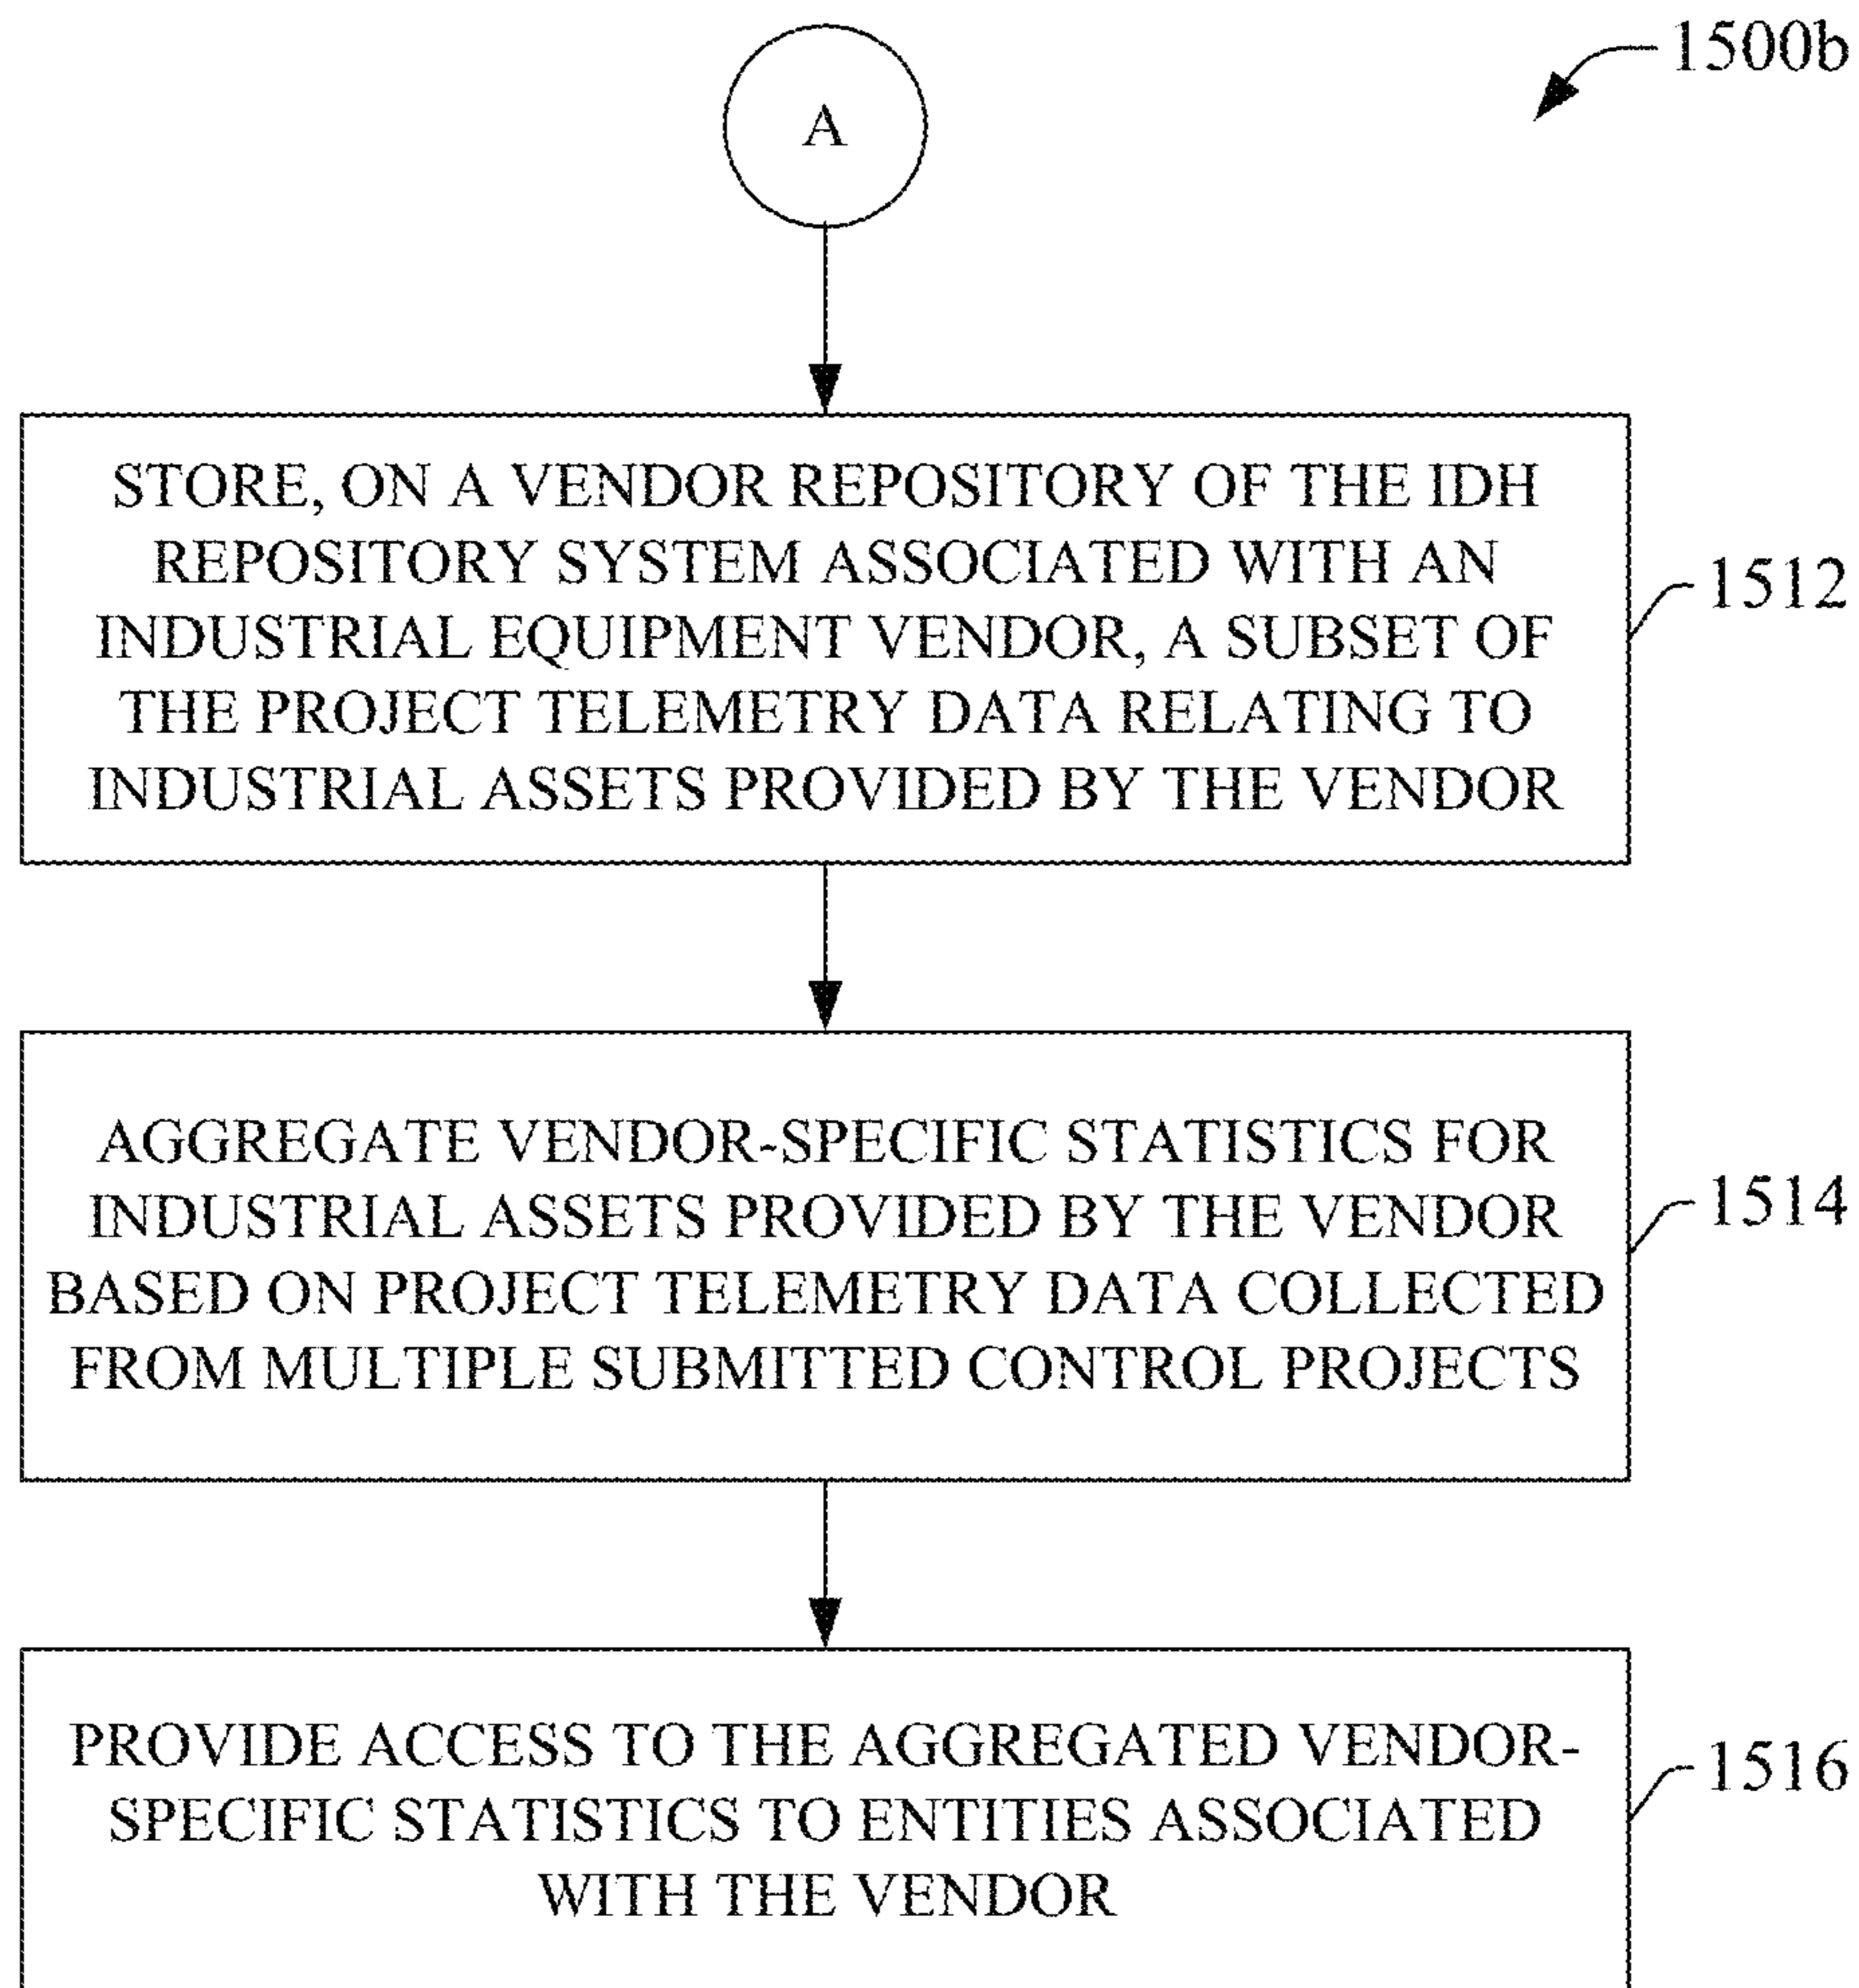 1500b
A
STORE, ON A VENDOR REPOSITORY OF THE IDH
REPOSITORY SYSTEM ASSOCIATED WITH AN
INDUSTRIAL EQUIPMENT VENDOR, A SUBSET OF
THE PROJECT TELEMETRY DATA RELATING TO
INDUSTRIAL ASSETS PROVIDED BY THE VENDOR
1512
AGGREGATE VENDOR-SPECIFIC STATISTICS FOR
INDUSTRIAL ASSETS PROVIDED BY THE VENDOR
BASED ON PROJECT TELEMETRY DATA COLLECTED
FROM MULTIPLE SUBMITTED CONTROL PROJECTS
1514
PROVIDE ACCESS TO THE AGGREGATED VENDOR-
SPECIFIC STATISTICS TO ENTITIES ASSOCIATED
WITH THE VENDOR
1516